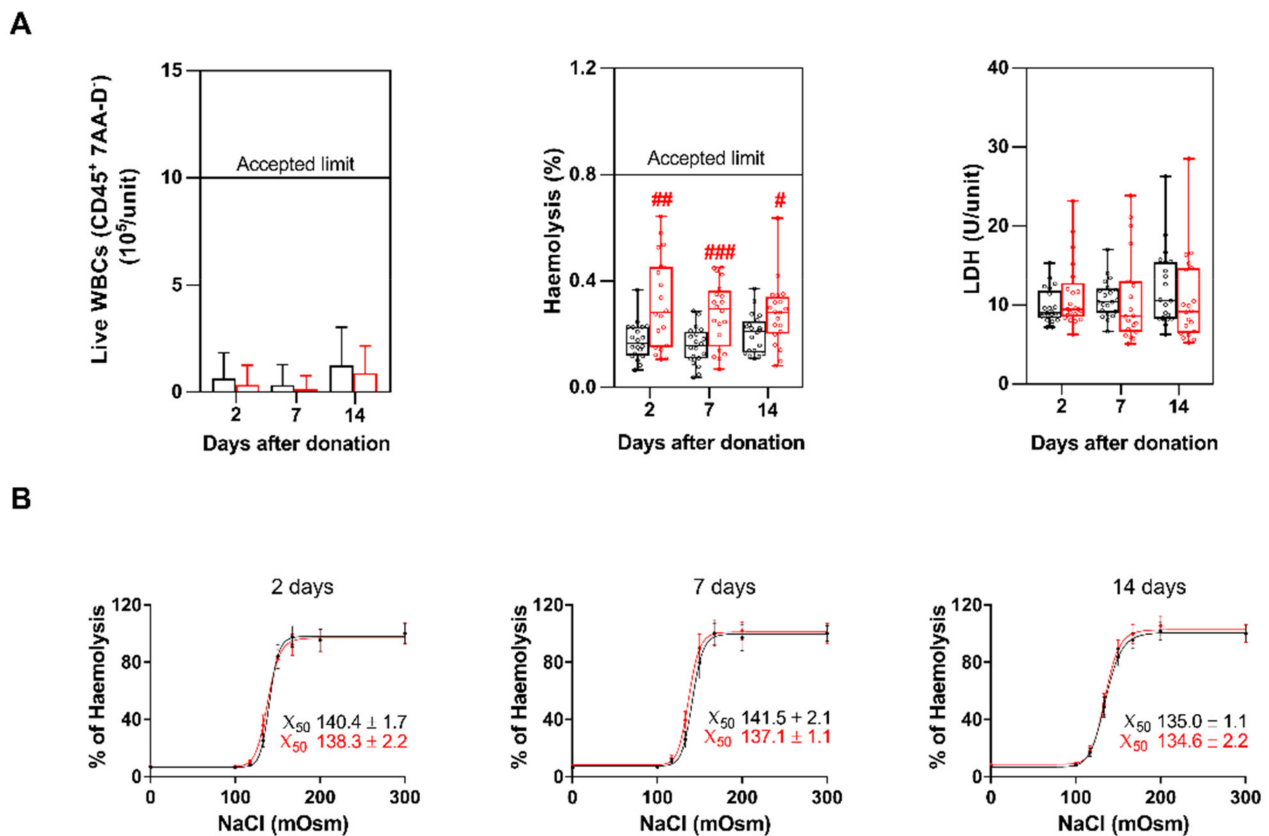 A
Live WBCs (CD45⁺ 7AA-D⁻)
(10⁵/unit)
15
10
5
0
Accepted limit
2 7 14
Days after donation
Haemolysis (%)
1.2
0.8
0.4
0.0
Accepted limit
##
###
#
2 7 14
Days after donation
LDH (U/unit)
40
30
20
10
0
2 7 14
Days after donation
B
2 days
% of Haemolysis
120
80
40
0
X₅₀ 140.4 ± 1.7
X₅₀ 138.3 ± 2.2
0 100 200 300
NaCl (mOsm)
7 days
% of Haemolysis
120
80
40
0
X₅₀ 141.5 + 2.1
X₅₀ 137.1 ± 1.1
0 100 200 300
NaCl (mOsm)
14 days
% of Haemolysis
120
80
40
0
X₅₀ 135.0 ± 1.1
X₅₀ 134.6 ± 2.2
0 100 200 300
NaCl (mOsm)